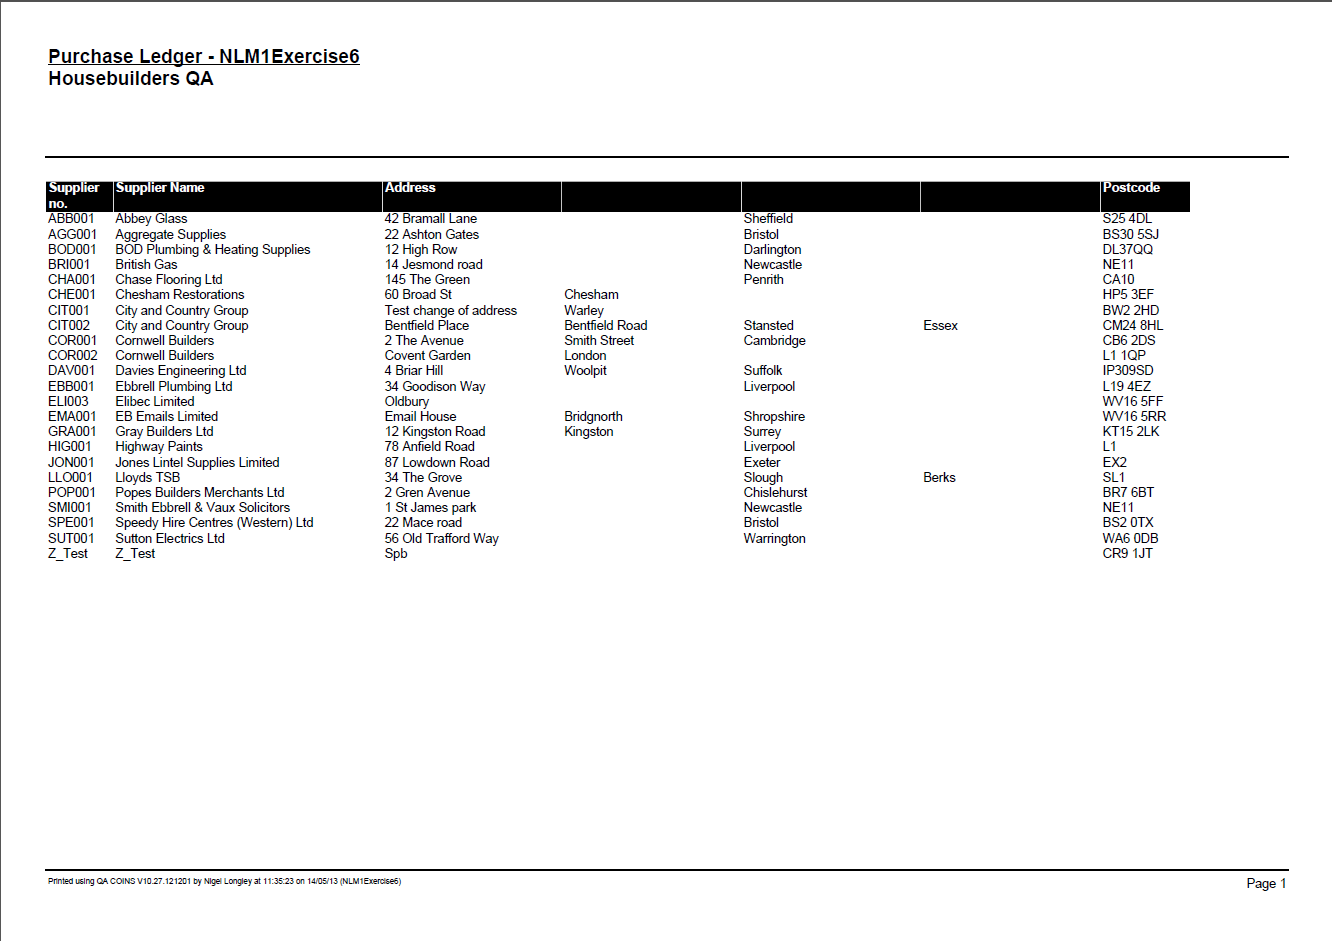 Purchase Ledger - NLM1Exercise6
Housebuilders QA
Supplier no. Supplier Name Address Postcode
ABB001 Abbey Glass 42 Bramall Lane Sheffield S25 4DL
AGG001 Aggregate Supplies 22 Ashton Gates Bristol BS30 5SJ
BOD001 BOD Plumbing & Heating Supplies 12 High Row Darlington DL37QQ
BRI001 British Gas 14 Jesmond road Newcastle NE11
CHA001 Chase Flooring Ltd 145 The Green Penrith CA10
CHE001 Chesham Restorations 60 Broad St Chesham HP5 3EF
CIT001 City and Country Group Test change of address Warley BW2 2HD
CIT002 City and Country Group Bentfield Place Bentfield Road Stansted Essex CM24 8HL
COR001 Cornwell Builders 2 The Avenue Smith Street Cambridge CB6 2DS
COR002 Cornwell Builders Covent Garden London L1 1QP
DAV001 Davies Engineering Ltd 4 Briar Hill Woolpit Suffolk IP309SD
EBB001 Ebbrell Plumbing Ltd 34 Goodison Way Liverpool L19 4EZ
ELI003 Elibec Limited Oldbury WV16 5FF
EMA001 EB Emails Limited Email House Bridgnorth Shropshire WV16 5RR
GRA001 Gray Builders Ltd 12 Kingston Road Kingston Surrey KT15 2LK
HIG001 Highway Paints 78 Anfield Road Liverpool L1
JON001 Jones Lintel Supplies Limited 87 Lowdown Road Exeter EX2
LLO001 Lloyds TSB 34 The Grove Slough Berks SL1
POP001 Popes Builders Merchants Ltd 2 Gren Avenue Chislehurst BR7 6BT
SMI001 Smith Ebbrell & Vaux Solicitors 1 St James park Newcastle NE11
SPE001 Speedy Hire Centres (Western) Ltd 22 Mace road Bristol BS2 0TX
SUT001 Sutton Electrics Ltd 56 Old Trafford Way Warrington WA6 0DB
Z_Test Z_Test Spb CR9 1JT
Printed using QA COINS V10.27.121201 by Nigel Longley at 11:35:23 on 14/05/13 (NLM1Exercise6)
Page 1